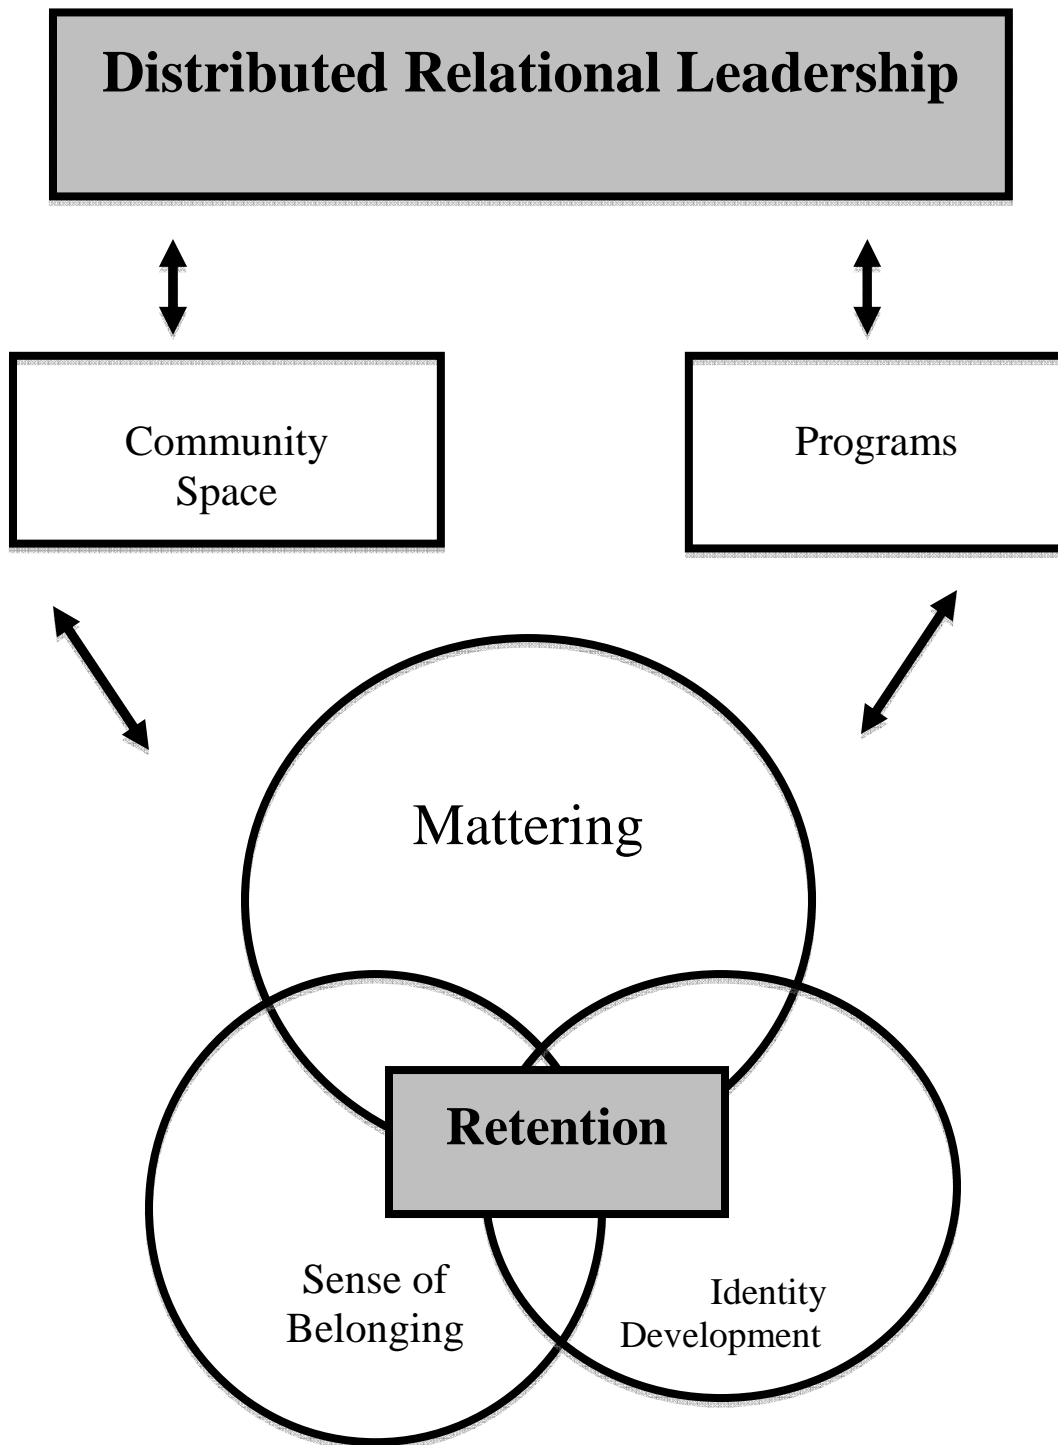 Distributed Relational Leadership
Community
Space
Programs
Mattering
Retention
Sense of
Belonging
Identity
Development